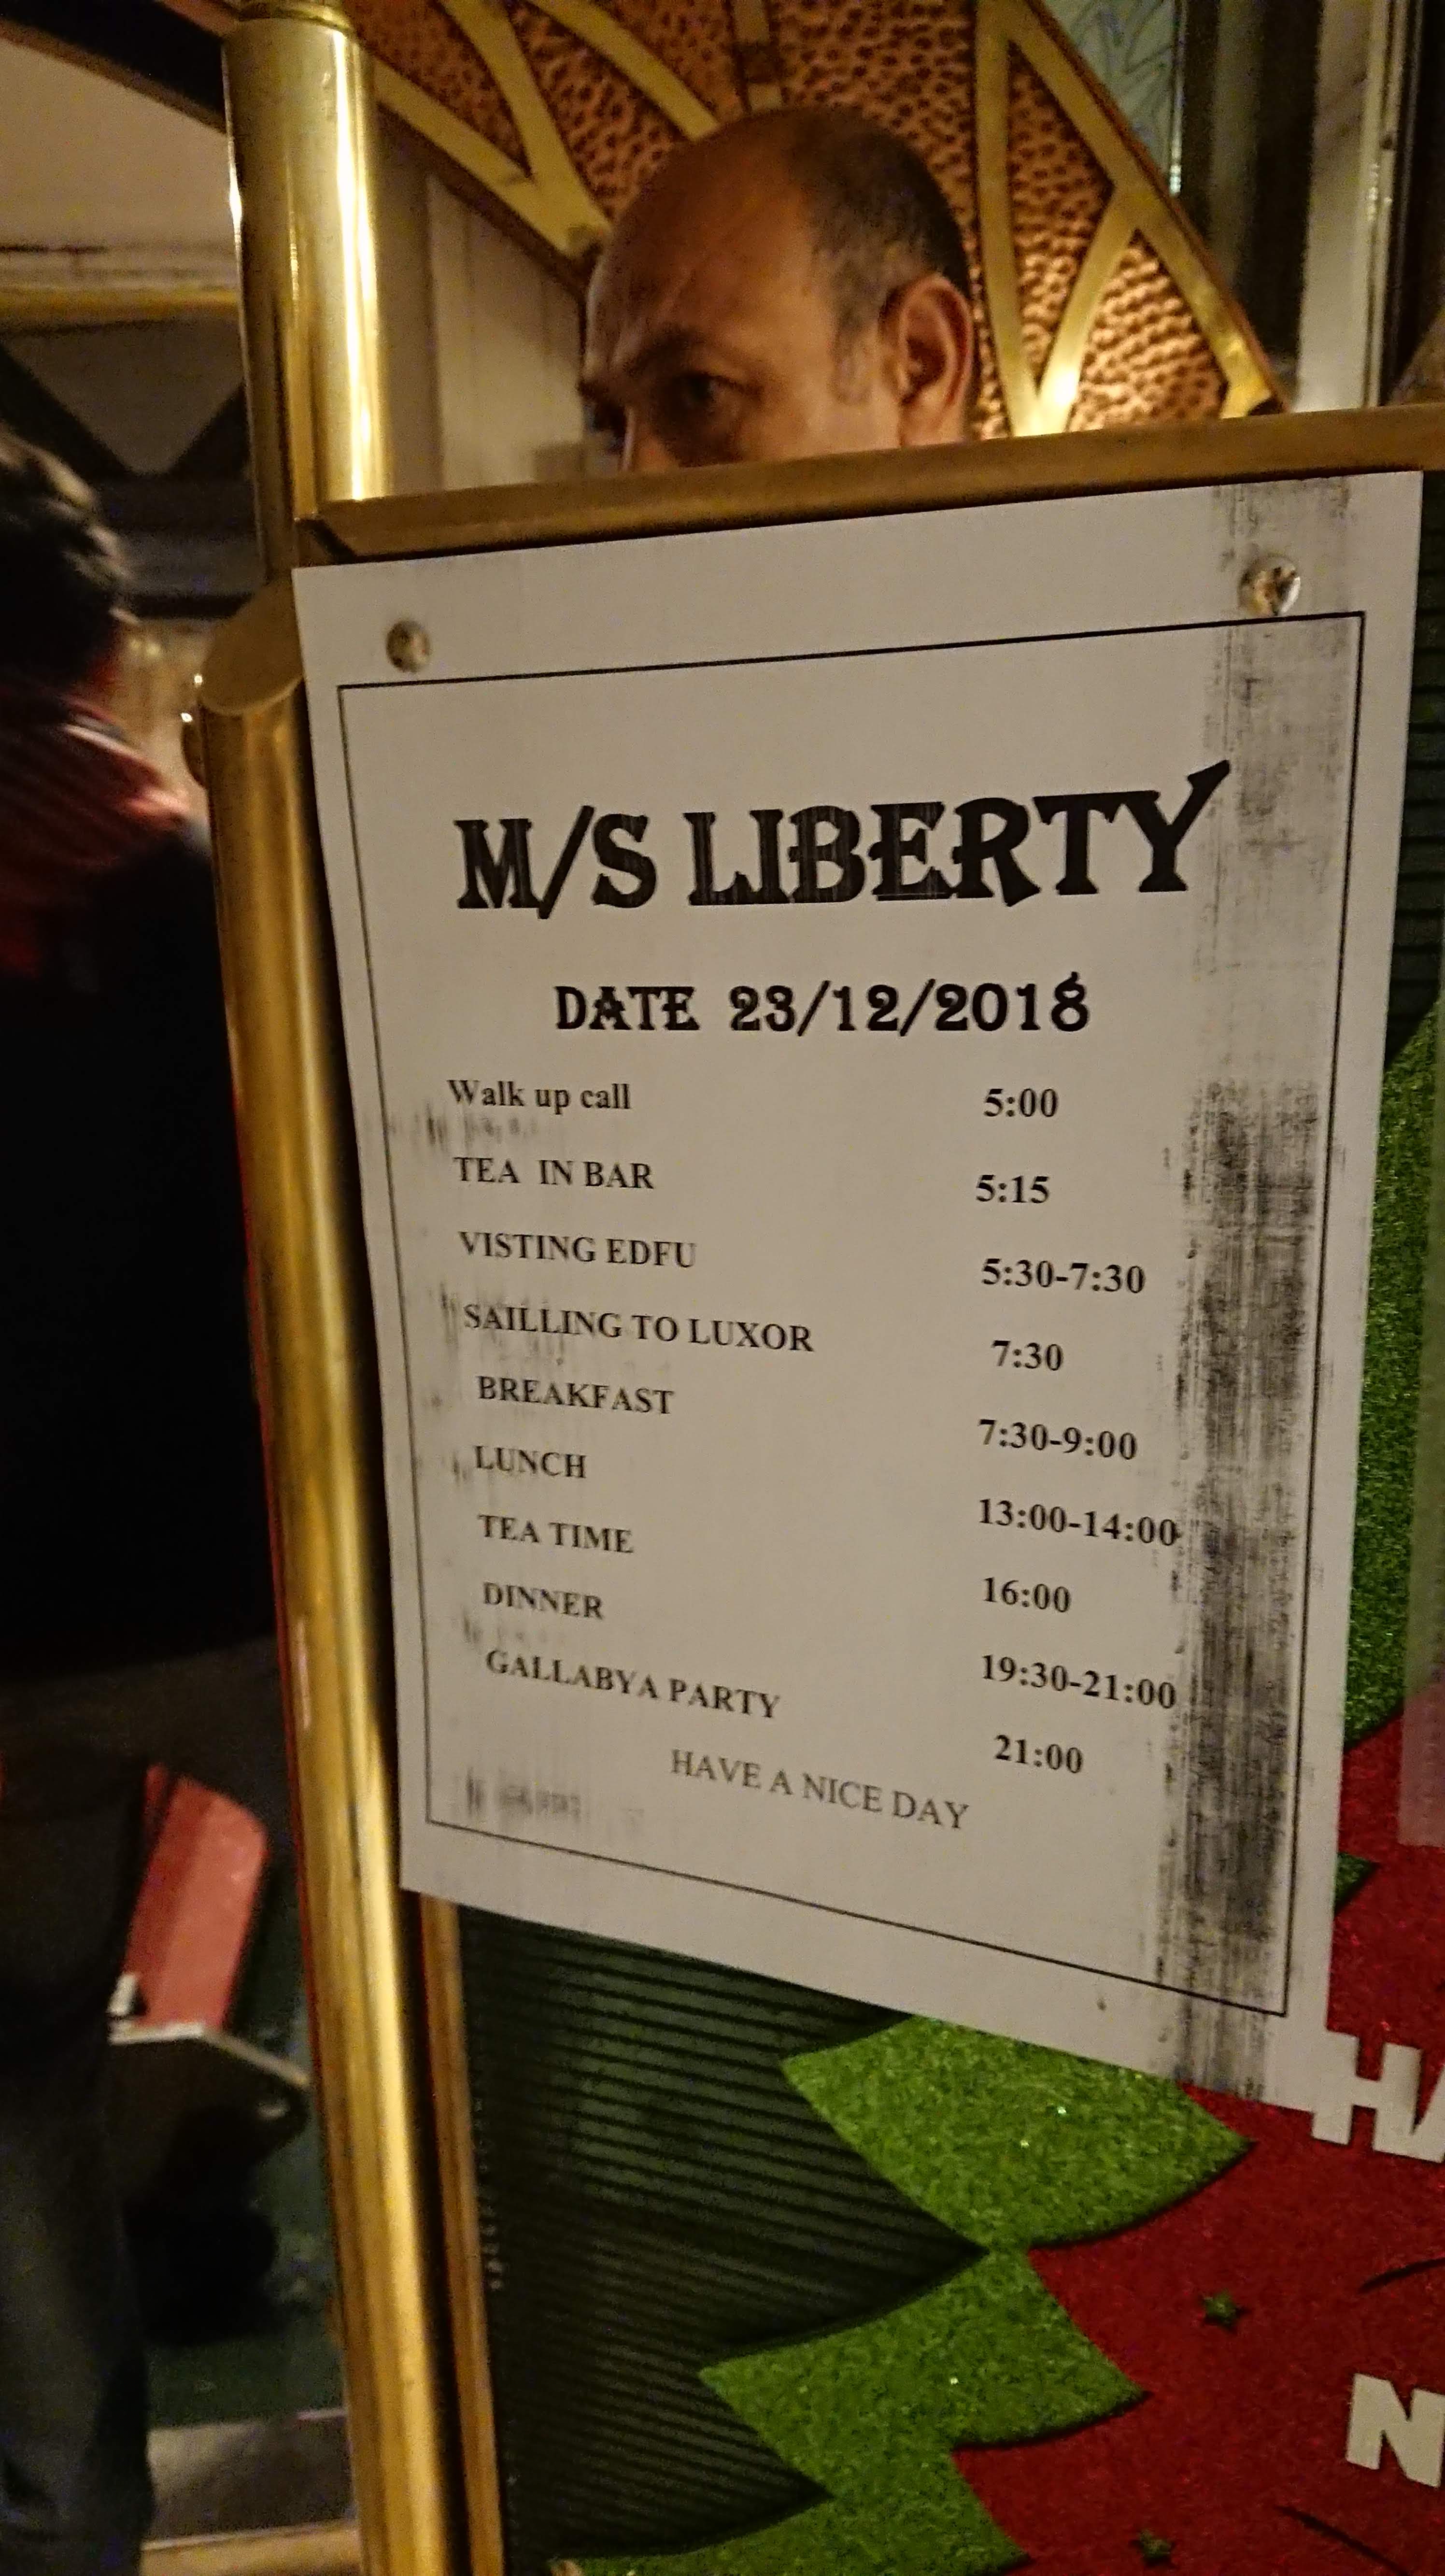 M/S LIBERTY
DATE 23/12/2018
Walk up call 5:00
TEA IN BAR 5:15
VISTING EDFU 5:30-7:30
SAILLING TO LUXOR 7:30
BREAKFAST 7:30-9:00
LUNCH 13:00-14:00
TEA TIME 16:00
DINNER 19:30-21:00
GALLABYA PARTY 21:00
HAVE A NICE DAY
HA
N